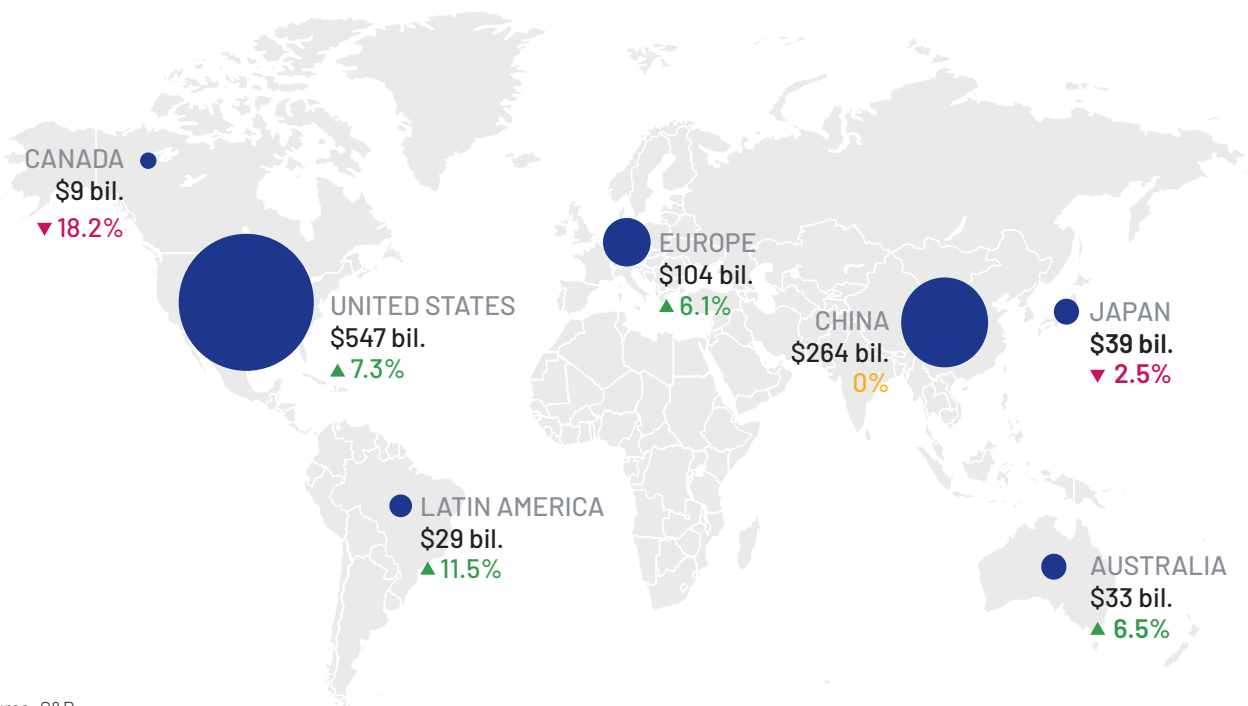 CANADA
$9 bil.
▼ 18.2%
UNITED STATES
$547 bil.
▲ 7.3%
EUROPE
$104 bil.
▲ 6.1%
CHINA
$264 bil.
0%
JAPAN
$39 bil.
▼ 2.5%
LATIN AMERICA
$29 bil.
▲ 11.5%
AUSTRALIA
$33 bil.
▲ 6.5%